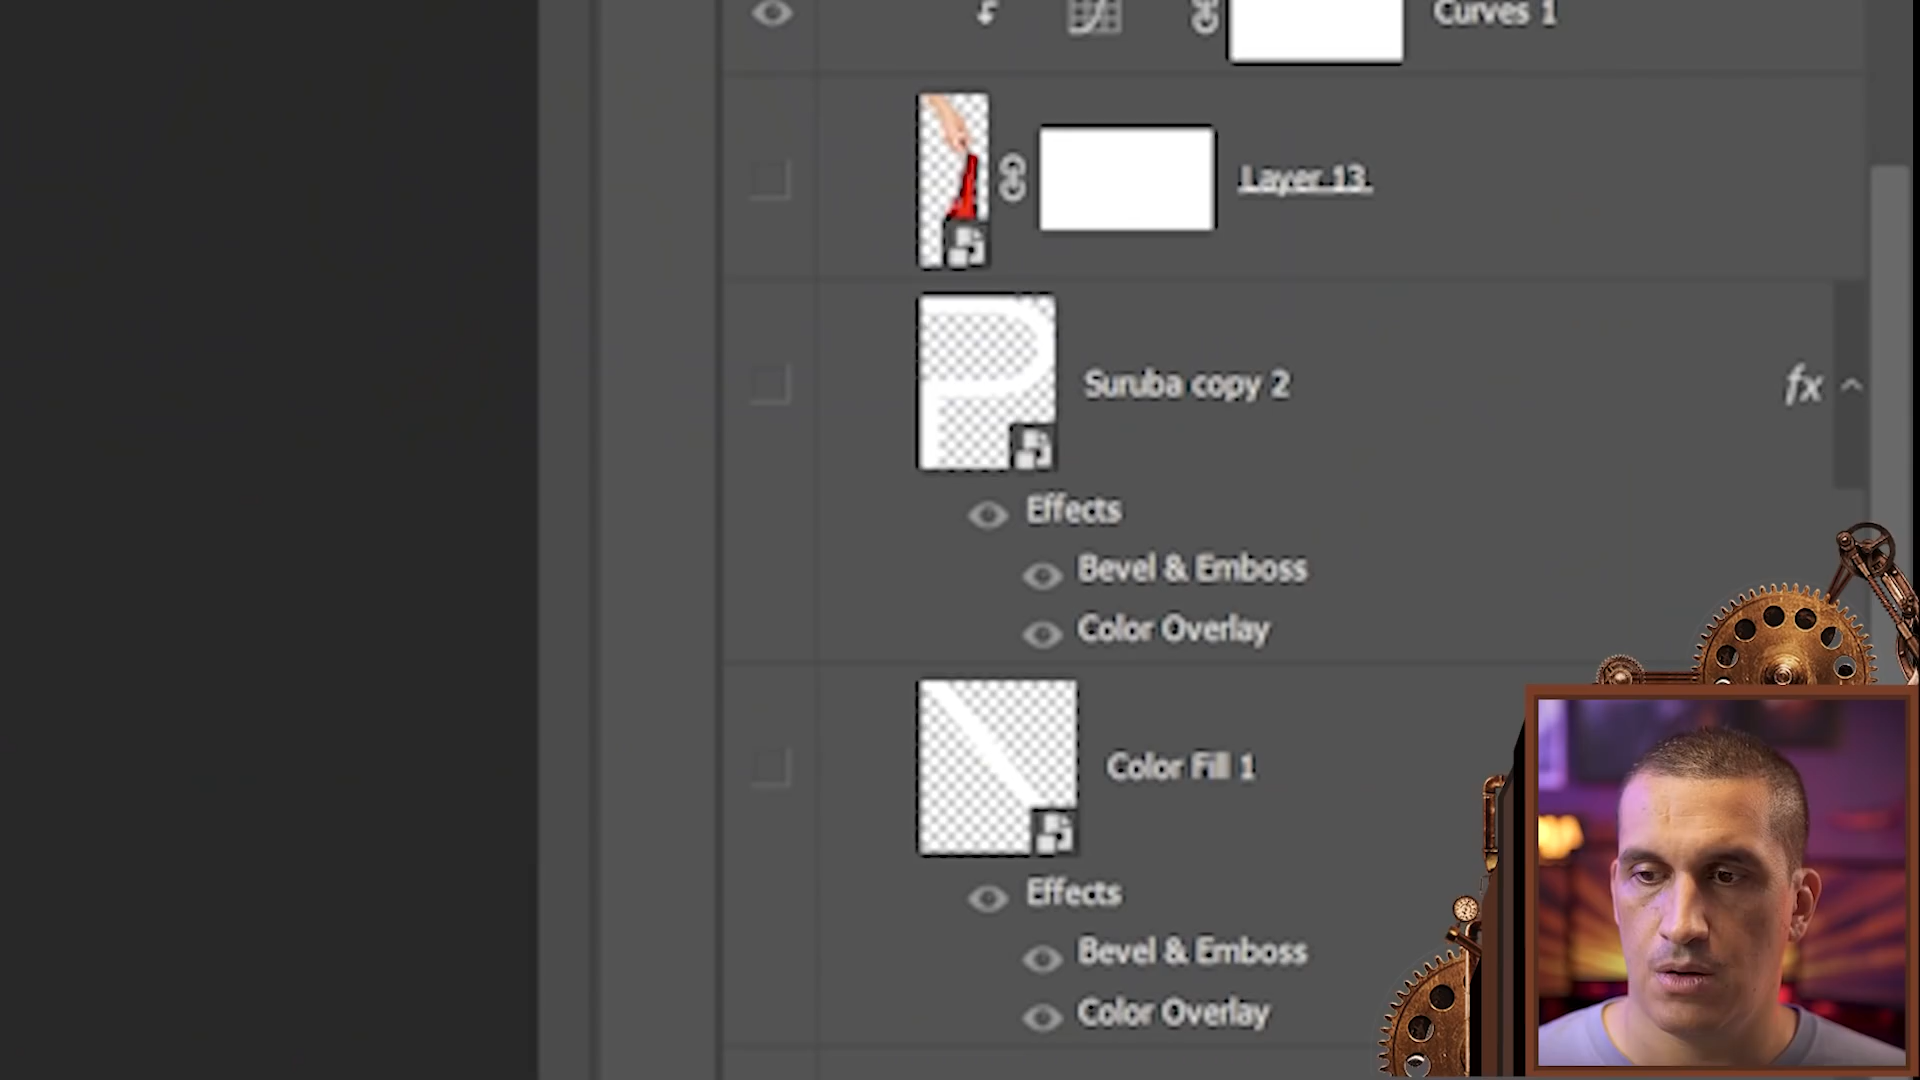 Curves 1
Layer 13
Suruba copy 2
fx
Effects
Bevel & Emboss
Color Overlay
Color Fill 1
Effects
Bevel & Emboss
Color Overlay